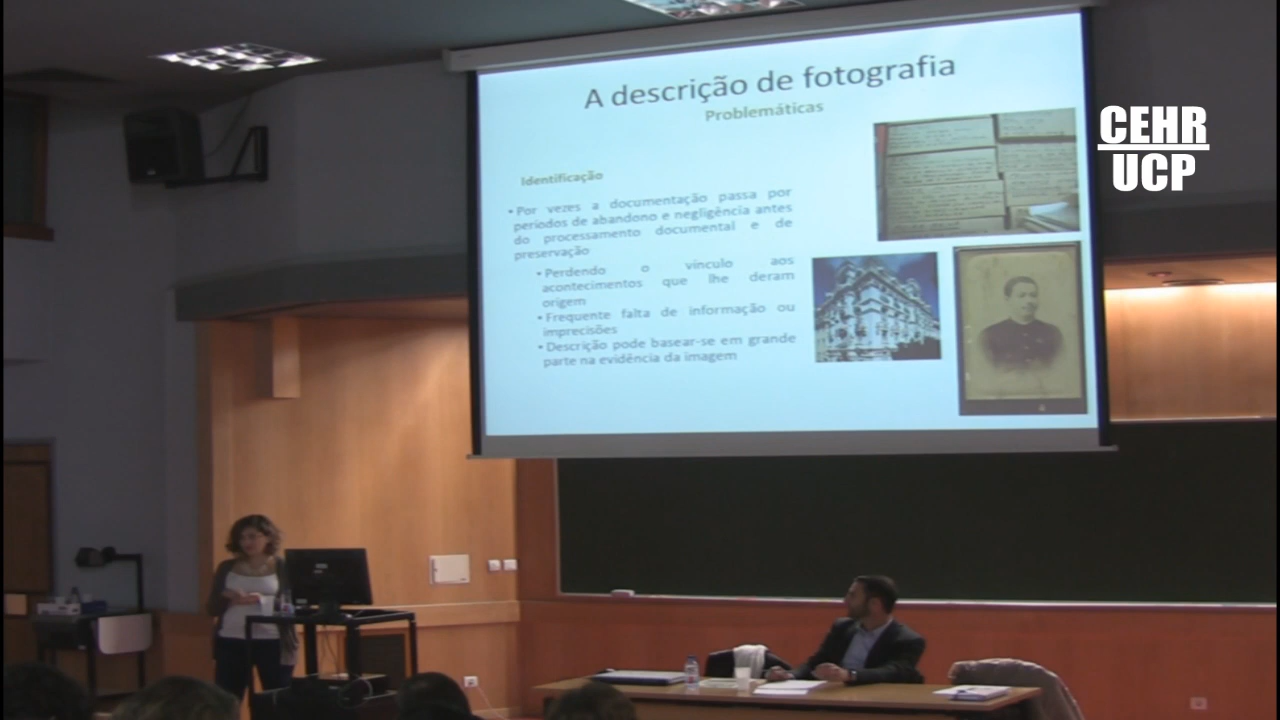 A descrição de fotografia
Problemáticas
Identificação
• Por vezes a documentação passa por
períodos de abandono e negligência antes
do processamento documental e de
preservação
• Perdendo o vínculo aos
acontecimentos que lhe deram
origem
• Frequente falta de informação ou
imprecisões
• Descrição pode basear-se em grande
parte na evidência da imagem
CEHR
UCP